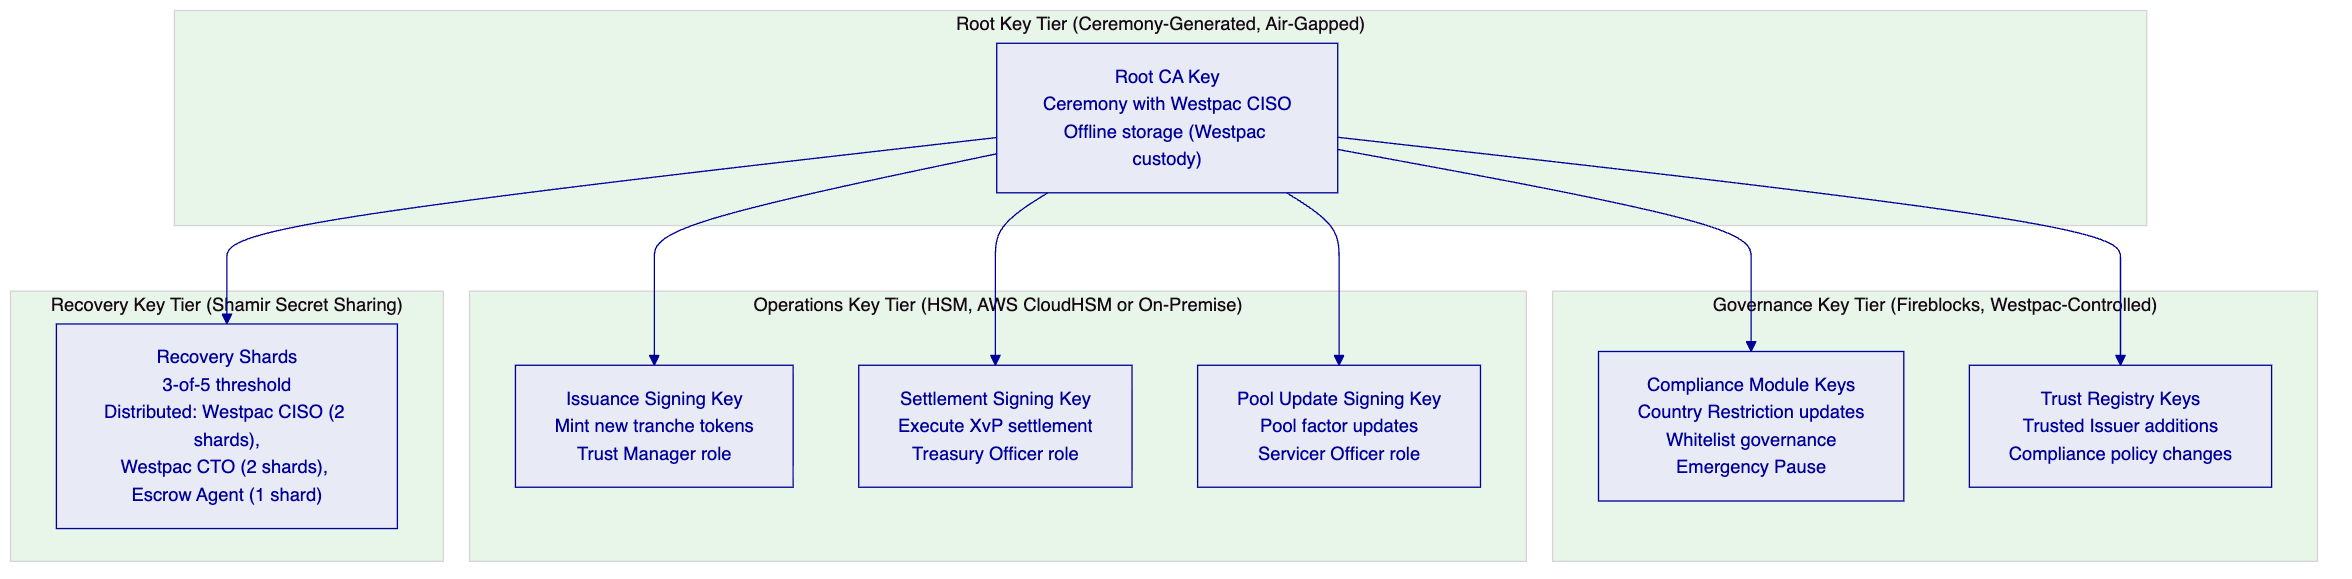 Root Key Tier (Ceremony-Generated, Air-Gapped)
Root CA Key
Ceremony with Westpac CISO
Offline storage (Westpac
custody)
Recovery Key Tier (Shamir Secret Sharing)
Recovery Shards
3-of-5 threshold
Distributed: Westpac CISO (2
shards),
Westpac CTO (2 shards),
Escrow Agent (1 shard)
Operations Key Tier (HSM, AWS CloudHSM or On-Premise)
Issuance Signing Key
Mint new tranche tokens
Trust Manager role
Settlement Signing Key
Execute XvP settlement
Treasury Officer role
Pool Update Signing Key
Pool factor updates
Servicer Officer role
Governance Key Tier (Fireblocks, Westpac-Controlled)
Compliance Module Keys
Country Restriction updates
Whitelist governance
Emergency Pause
Trust Registry Keys
Trusted Issuer additions
Compliance policy changes